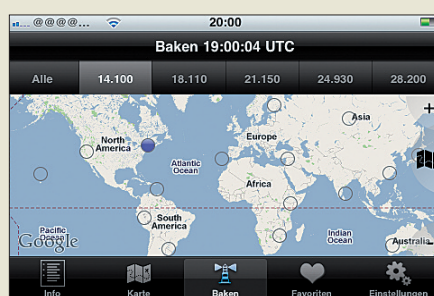 @@@@... 20:00
Baken 19:00:04 UTC
Alle 14.100 18.110 21.150 24.930 28.200
Asia
Europe
North
America
Atlantic
Ocean
Africa
South
America
Pacific
Ocean
Indian
Ocean
Australia
Google
Info Karte Baken Favoriten Einstellungen